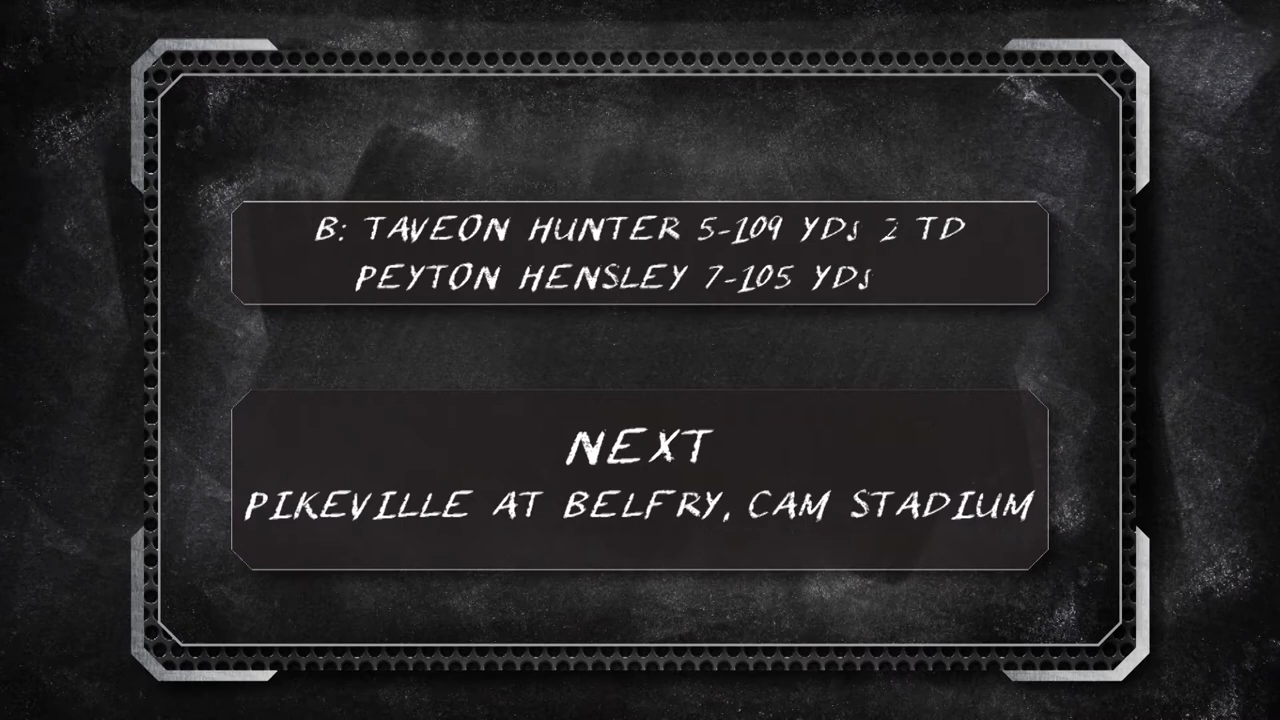 B: TAVEON HUNTER 5-109 YDs 2 TD
PEYTON HENSLEY 7-105 YDs
NEXT
PIKEVILLE AT BELFRY, CAM STADIUM